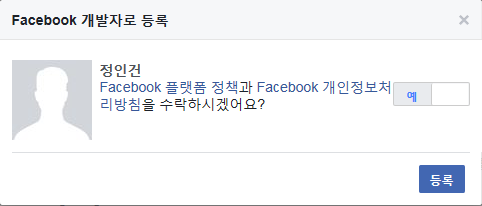 Facebook 개발자로 등록
정인건
Facebook 플랫폼 정책과 Facebook 개인정보처
리방침을 수락하시겠어요?
예
등록